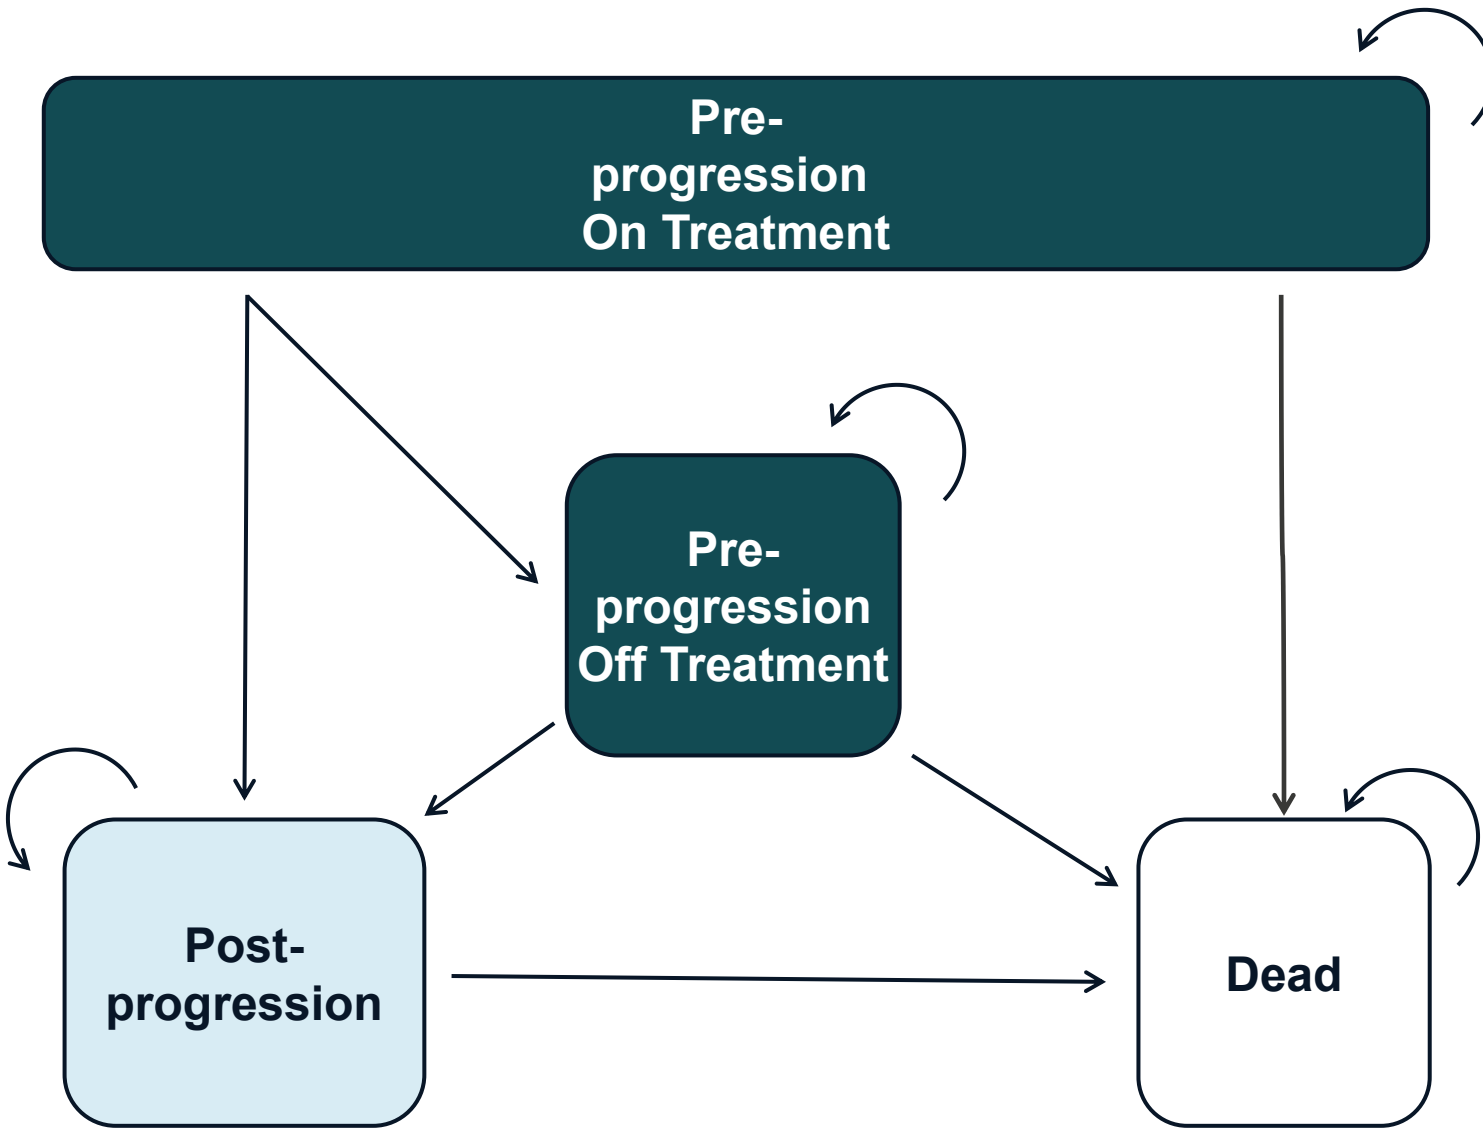 Pre-
progression
On Treatment
Pre-
progression
Off Treatment
Post-
progression
Dead